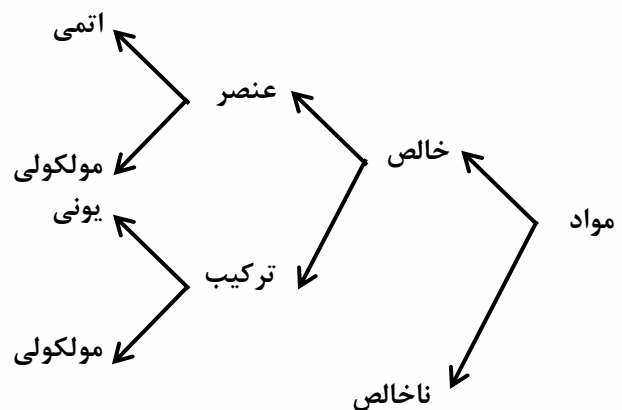 مواد
خالص
ناخالص
عنصر
ترکیب
اتمی
مولکولی
یونی
مولکولی